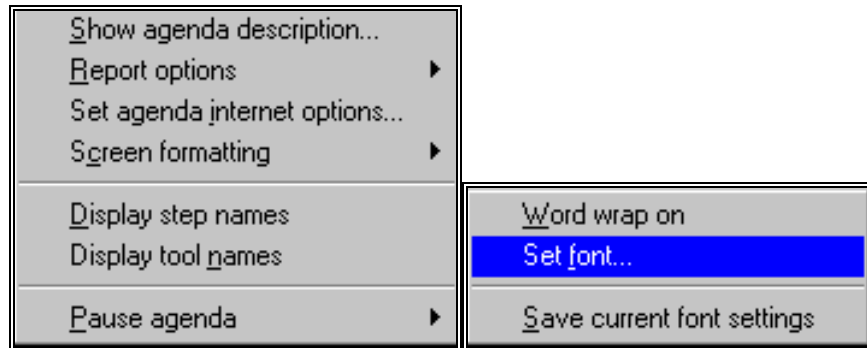 Show agenda description...
Report options
Set agenda internet options...
Screen formatting
Display step names
Display tool names
Pause agenda
Word wrap on
Set font...
Save current font settings